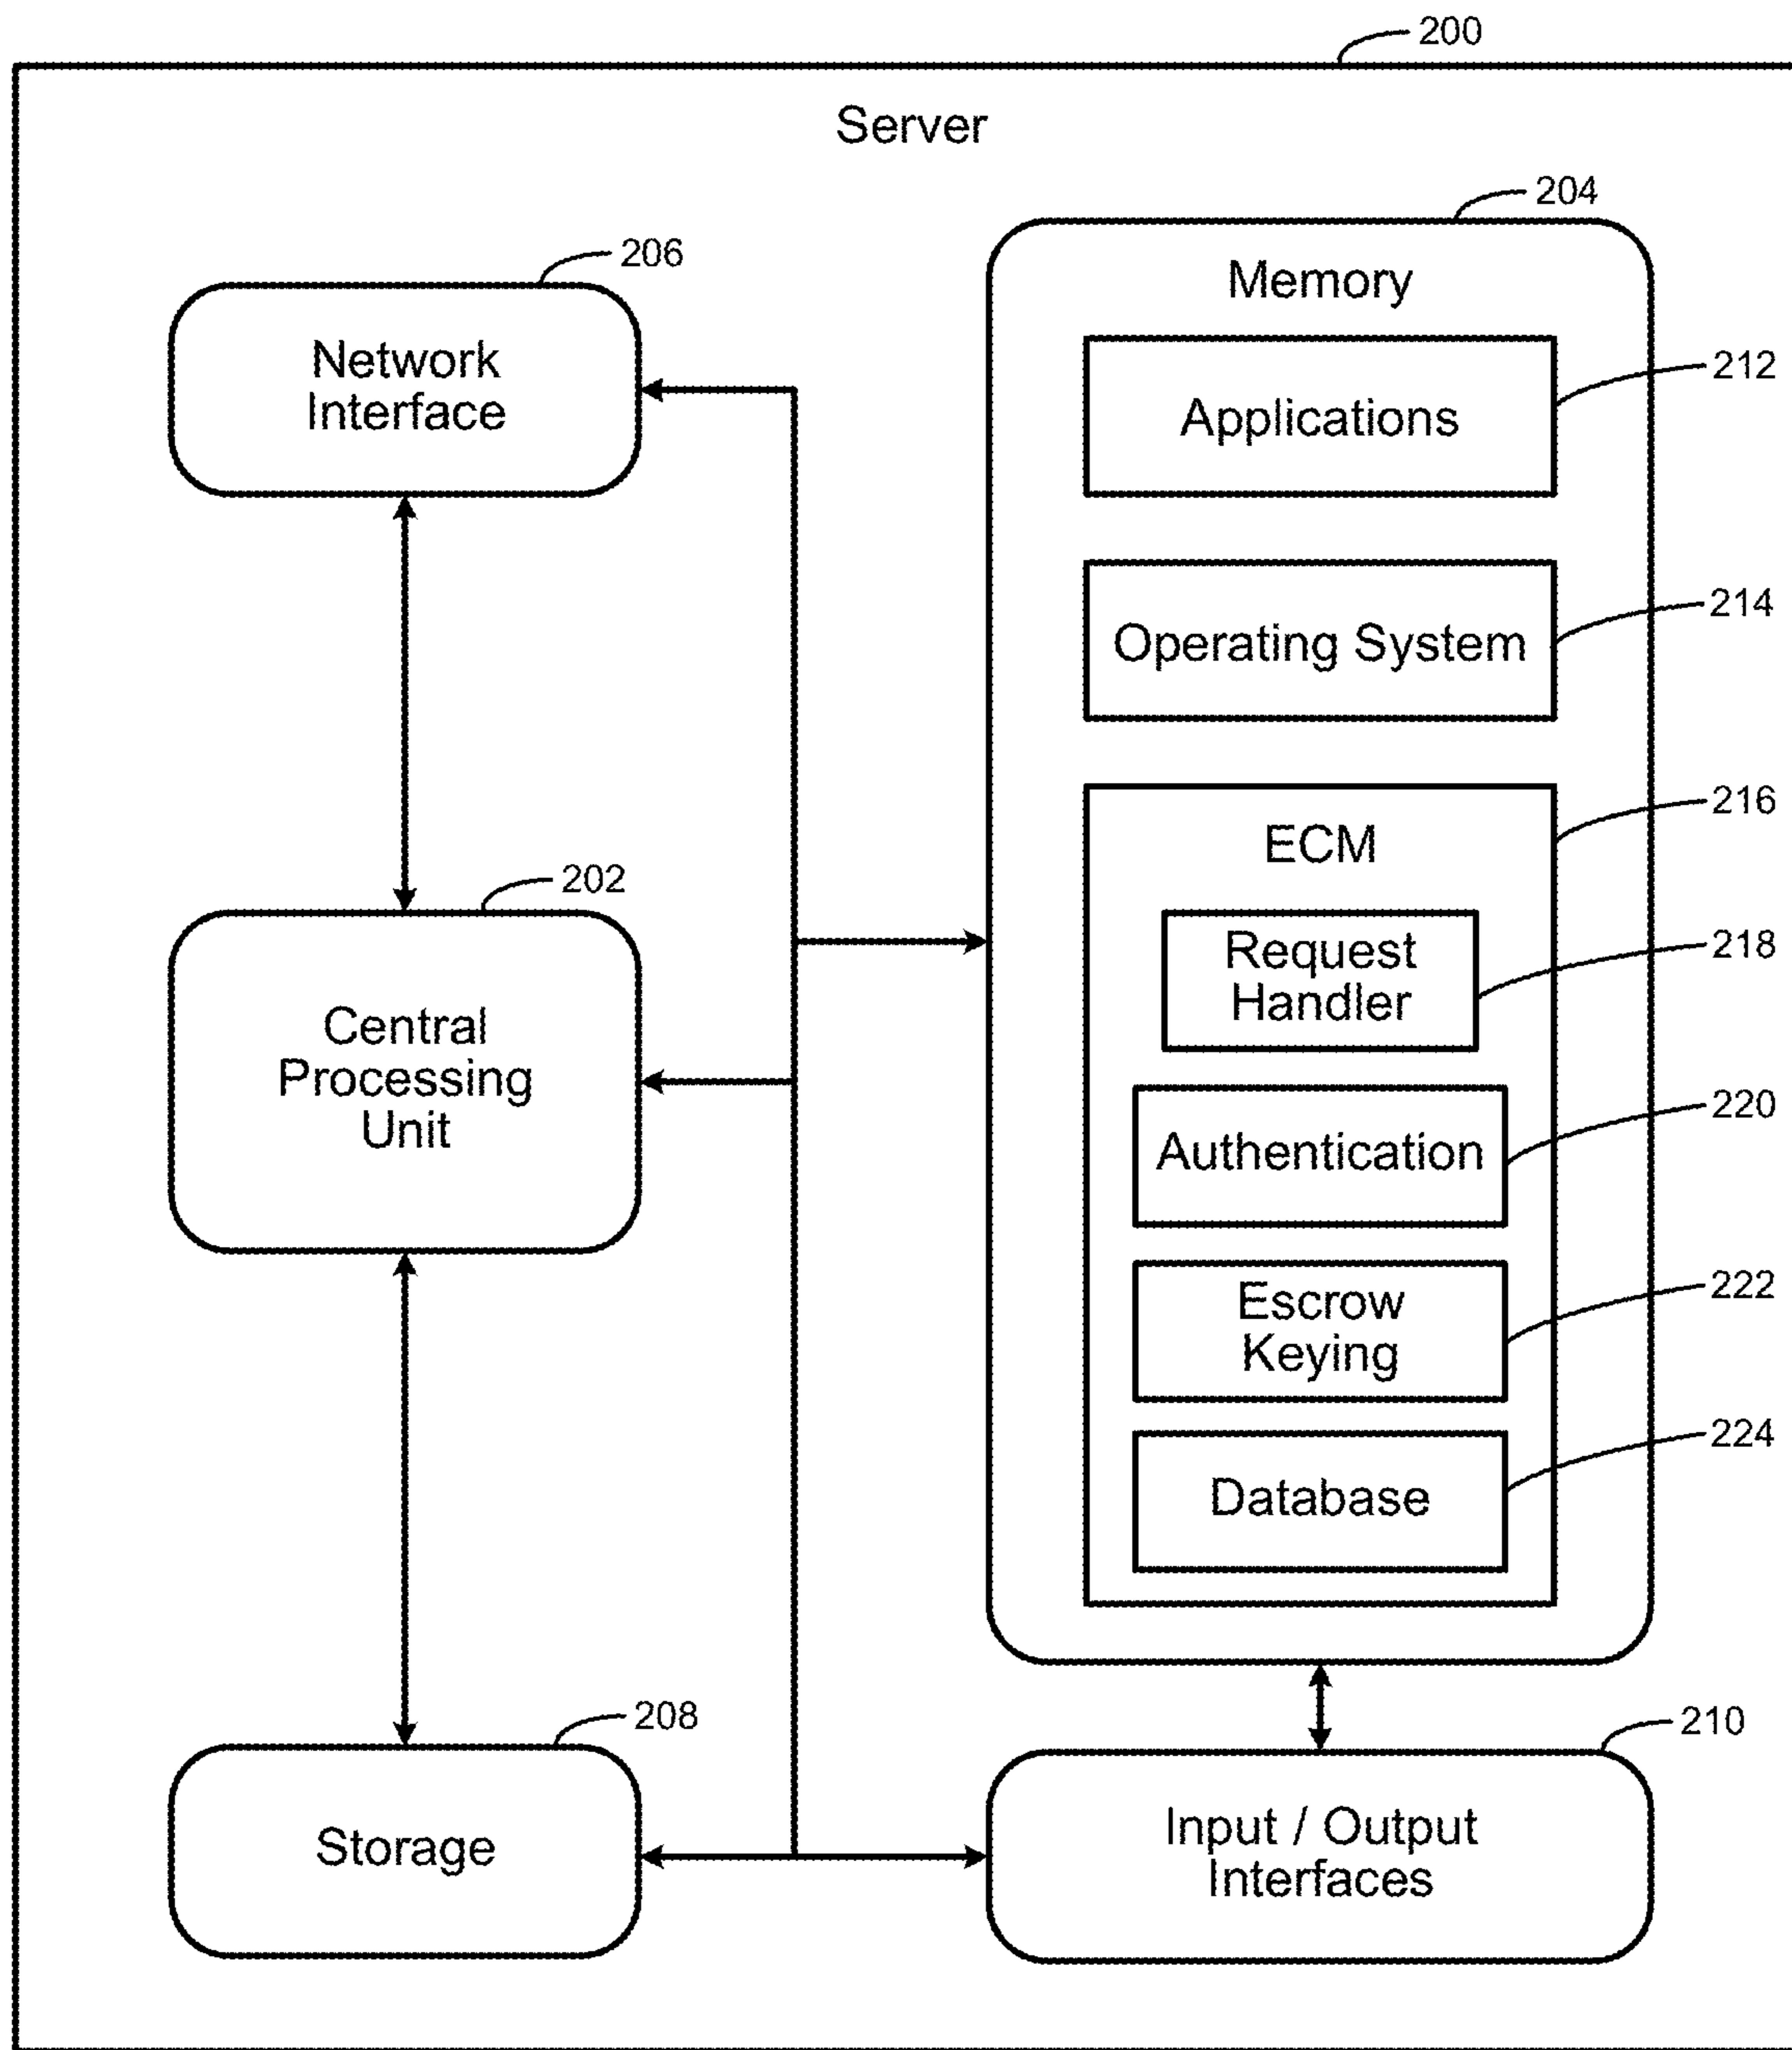 200
Server
204
206
Memory
Network
Interface
212
Applications
214
Operating System
216
ECM
202
218
Request
Handler
Central
Processing
Unit
220
Authentication
222
Escrow
Keying
224
Database
208
210
Storage
Input / Output
Interfaces